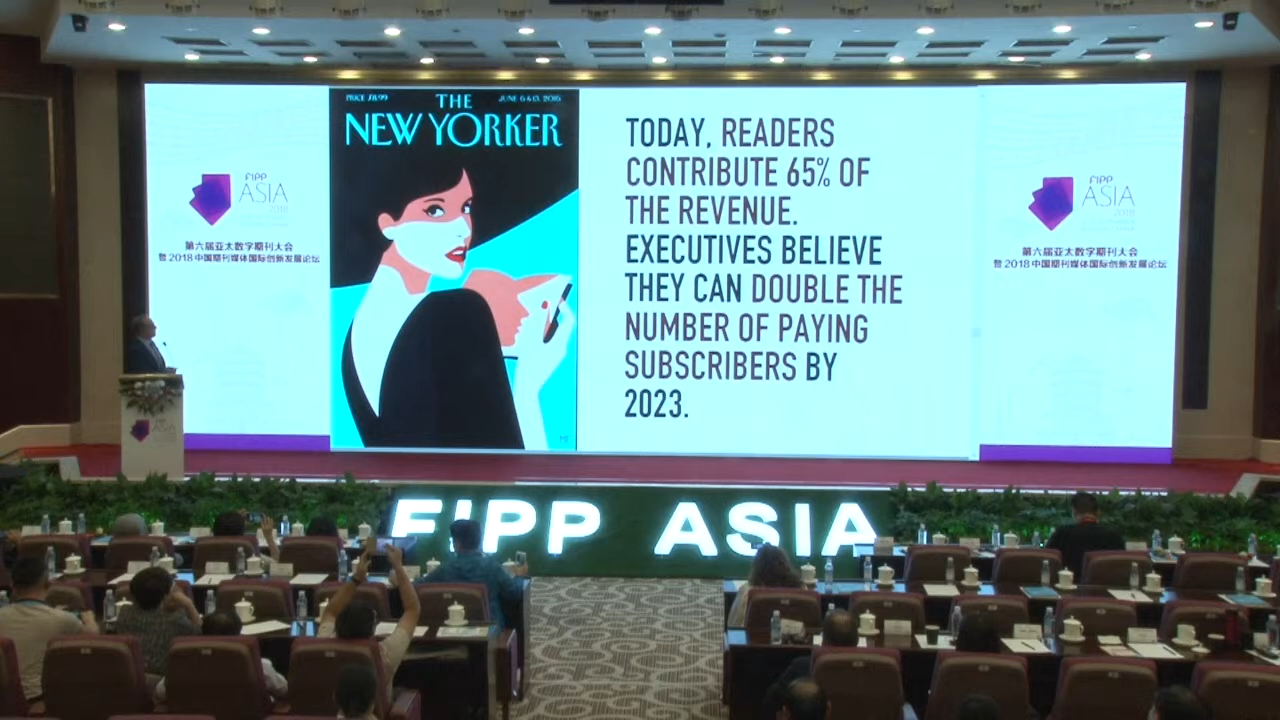 PRICE $8.99
THE
JUNE 6 & 13, 2016
NEW YORKER
TODAY, READERS
CONTRIBUTE 65% OF
THE REVENUE.
EXECUTIVES BELIEVE
THEY CAN DOUBLE THE
NUMBER OF PAYING
SUBSCRIBERS BY
2023.
FIPP
ASIA
2018
第六届亚太数字期刊大会
暨2018中国期刊媒体国际创新发展论坛
FIPP
ASIA
2018
第六届亚太数字期刊大会
暨2018中国期刊媒体国际创新发展论坛
ASIA
FIPP ASIA